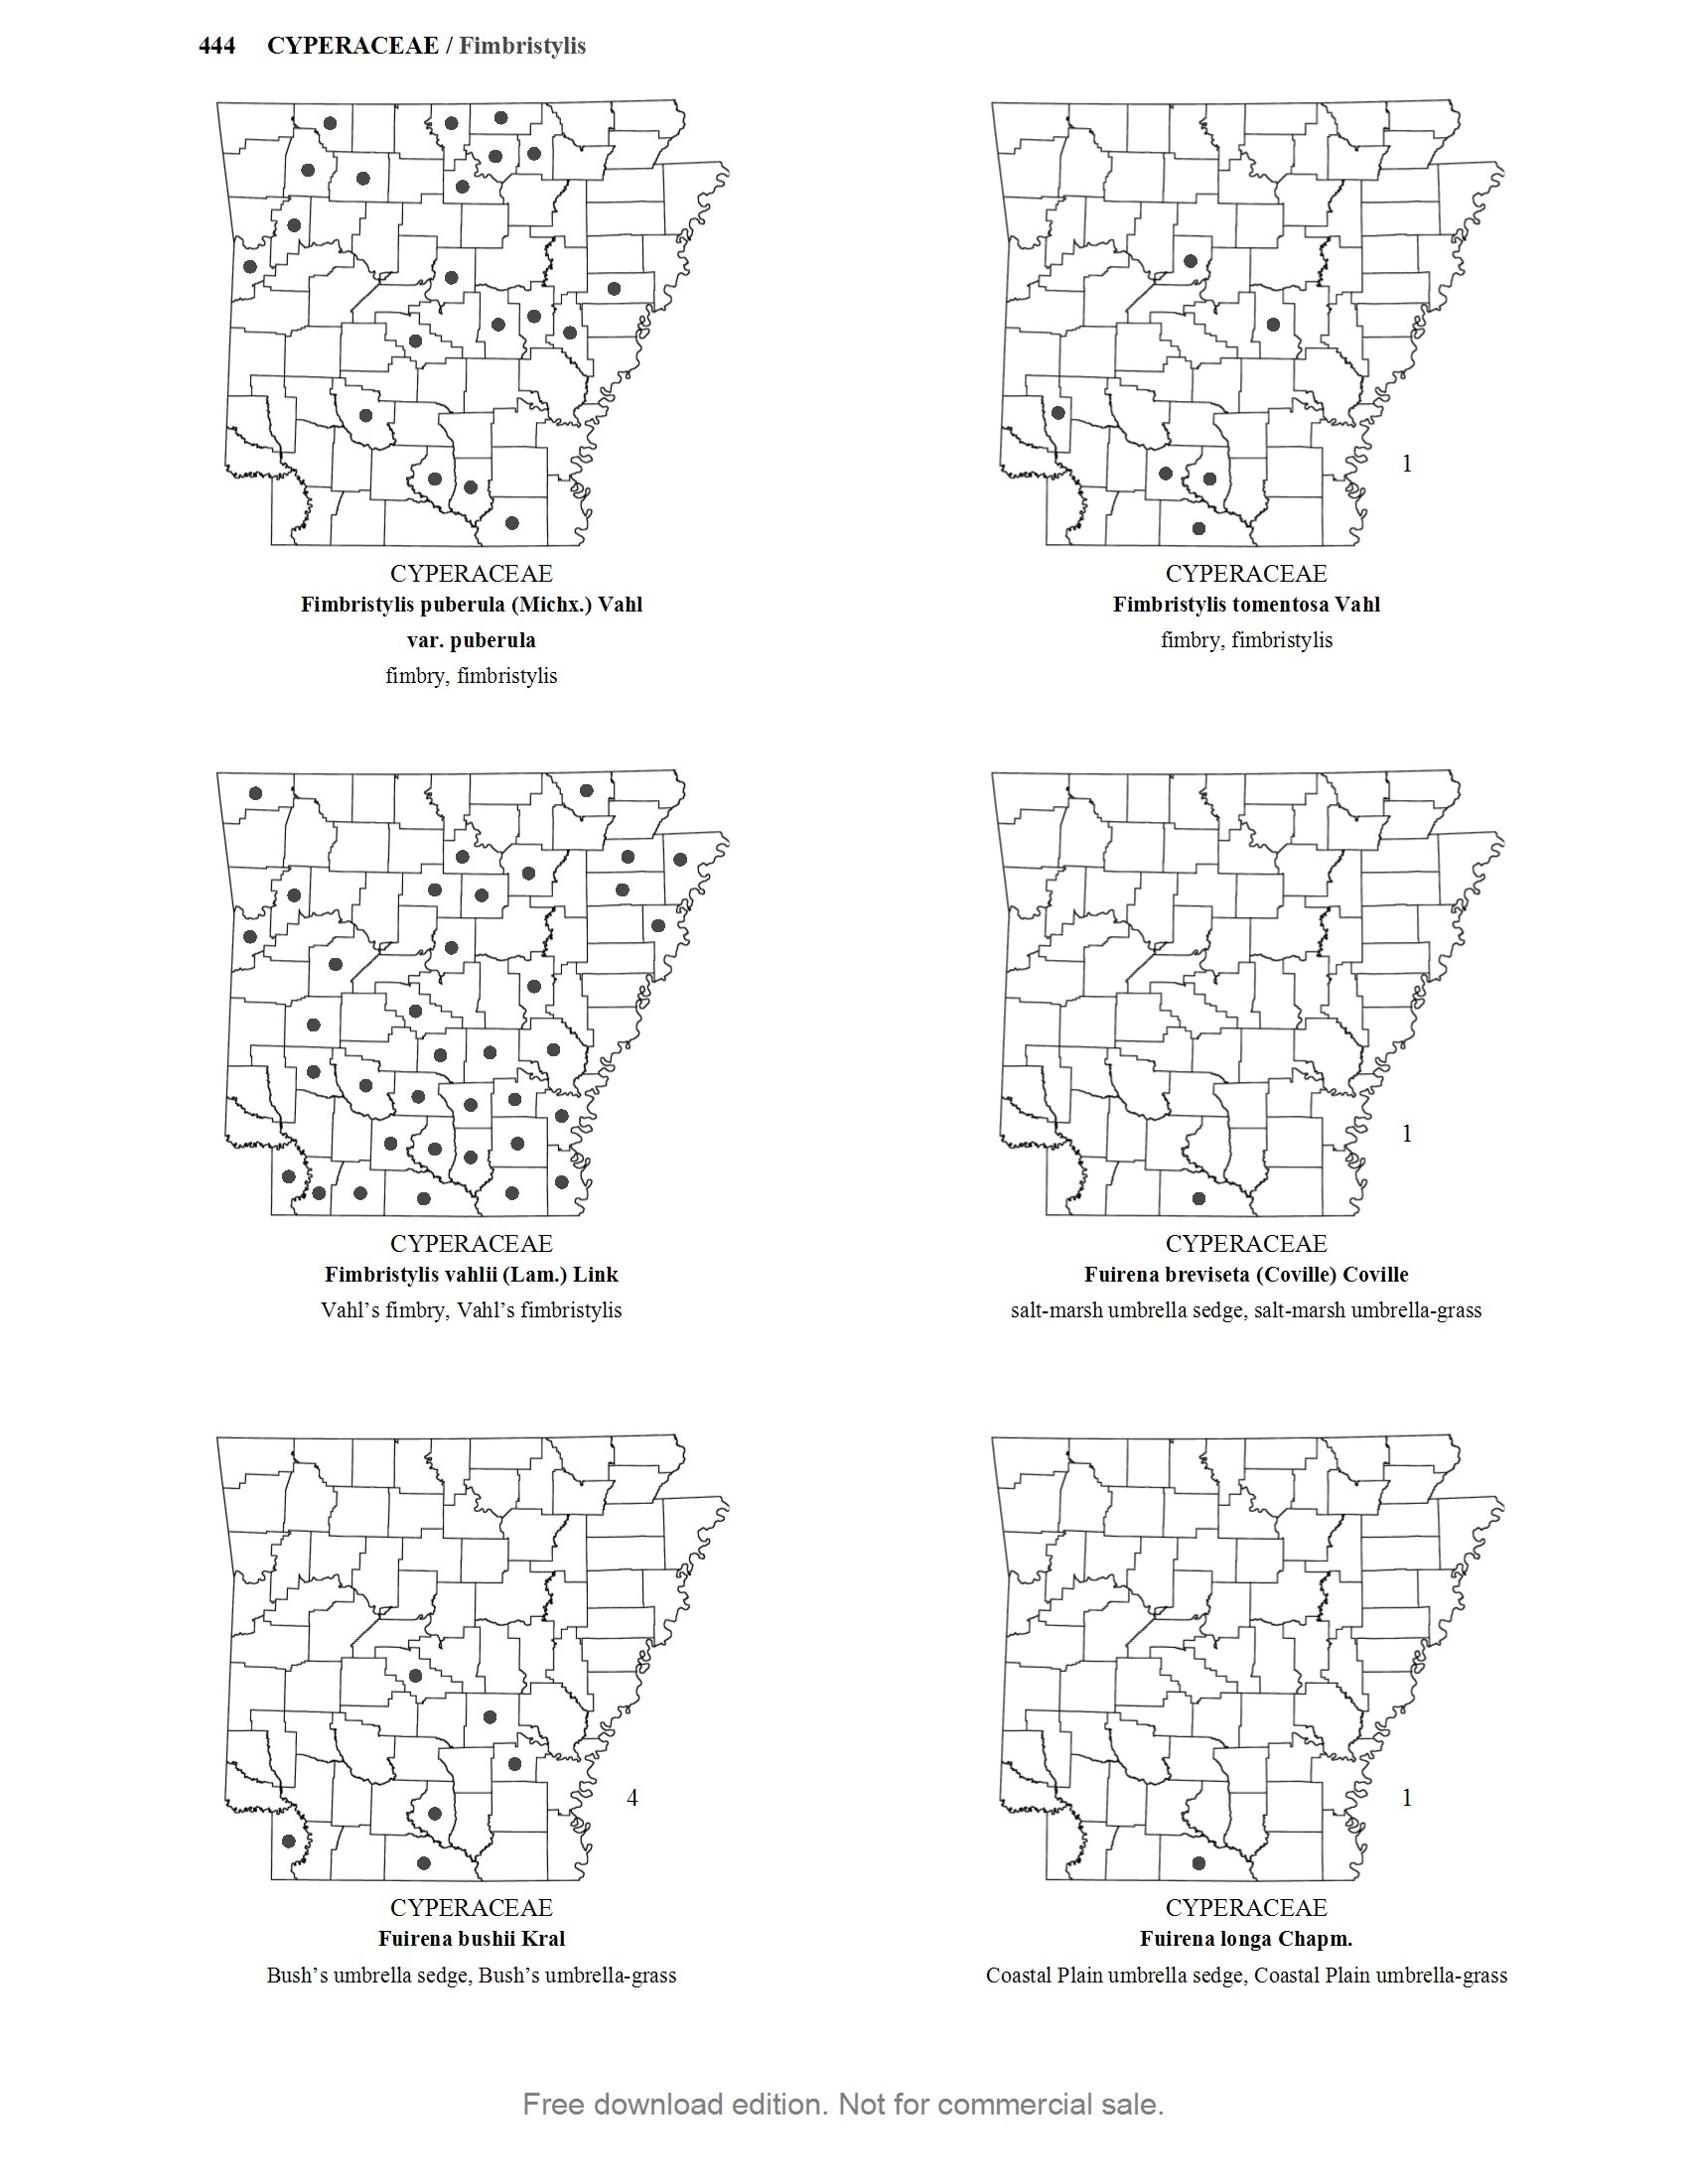 444 CYPERACEAE / Fimbristylis
CYPERACEAE
Fimbristylis puberula (Michx.) Vahl
var. puberula
fimbry, fimbristylis
1
CYPERACEAE
Fimbristylis tomentosa Vahl
fimbry, fimbristylis
CYPERACEAE
Fimbristylis vahlii (Lam.) Link
Vahl’s fimbry, Vahl’s fimbristylis
1
CYPERACEAE
Fuirena breviseta (Coville) Coville
salt-marsh umbrella sedge, salt-marsh umbrella-grass
4
CYPERACEAE
Fuirena bushii Kral
Bush’s umbrella sedge, Bush’s umbrella-grass
1
CYPERACEAE
Fuirena longa Chapm.
Coastal Plain umbrella sedge, Coastal Plain umbrella-grass
Free download edition. Not for commercial sale.